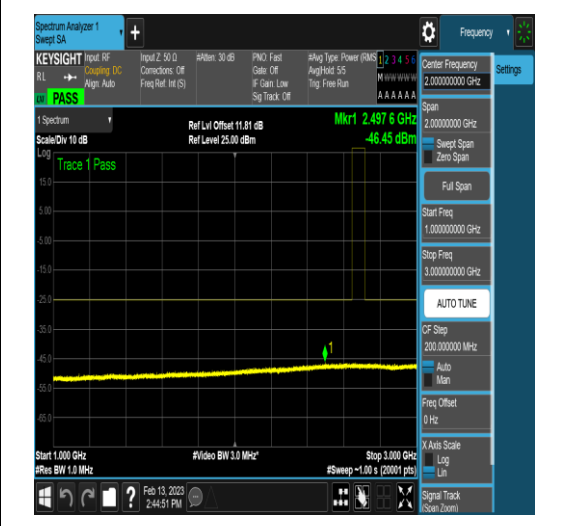 Spectrum Analyzer 1
Swept SA
+
Frequency
KEYSIGHT
RL
PASS
Input: RF
Coupling: DC
Align: Auto
Input Z: 50 Ω
Corrections: Off
Freq Ref: Int (S)
#Atten: 30 dB
PNO: Fast
Gate: Off
IF Gain: Low
Sig Track: Off
#Avg Type: Power (RMS
Avg|Hold: 5/5
Trig: Free Run
1 2 3 4 5 6
M w w w w w
A A A A A A
1 Spectrum
Scale/Div 10 dB
Ref Lvl Offset 11.81 dB
Ref Level 25.00 dBm
Mkr1 2.497 6 GHz
-46.45 dBm
Log
Trace 1 Pass
15.0
5.00
-5.00
-15.0
-25.0
-35.0
-45.0
-55.0
-65.0
1
Start 1.000 GHz
#Res BW 1.0 MHz
#Video BW 3.0 MHz*
Stop 3.000 GHz
#Sweep ~1.00 s (20001 pts)
Feb 13, 2023
2:44:51 PM
?
Center Frequency
2.000000000 GHz
Settings
Span
2.00000000 GHz
Swept Span
Zero Span
Full Span
Start Freq
1.000000000 GHz
Stop Freq
3.000000000 GHz
AUTO TUNE
CF Step
200.000000 MHz
Auto
Man
Freq Offset
0 Hz
X Axis Scale
Log
Lin
Signal Track
(Span Zoom)